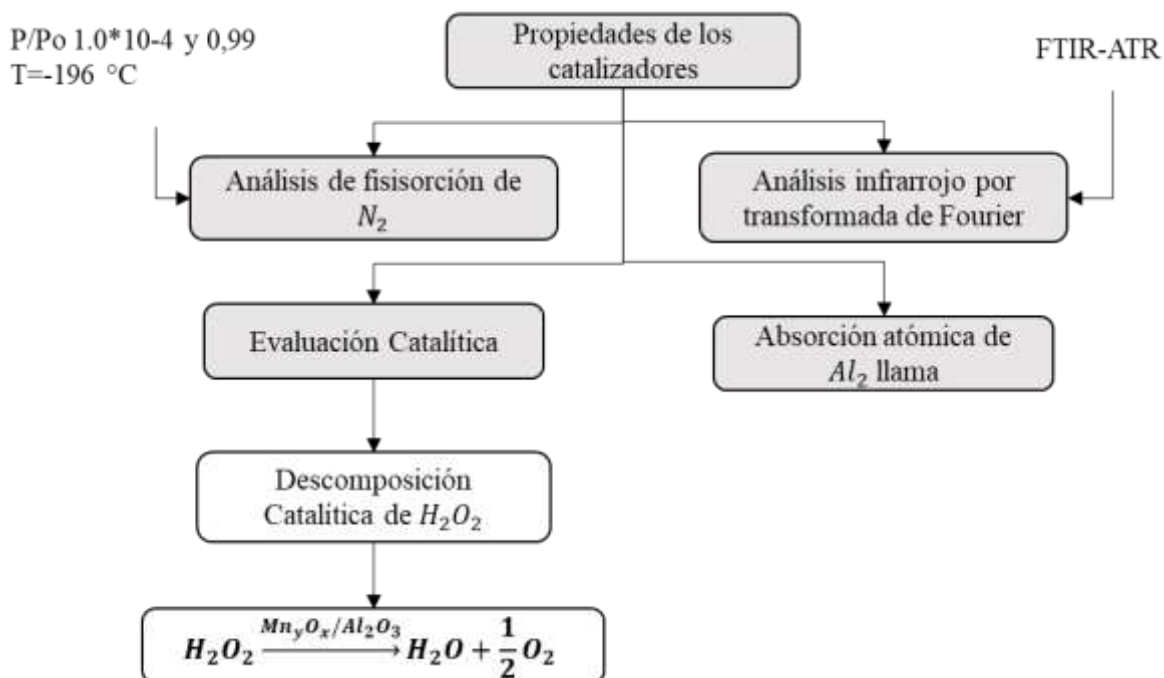 P/Po 1.0*10-4 y 0,99
T=-196 °C
Propiedades de los
catalizadores
FTIR-ATR
Análisis de fisisorción de
N₂
Análisis infrarrojo por
transformada de Fourier
Evaluación Catalítica
Absorción atómica de
Al₂ llama
Descomposición
Catalítica de H₂O₂
H₂O₂ MnᵧOₓ/Al₂O₃ → H₂O + 1/2 O₂